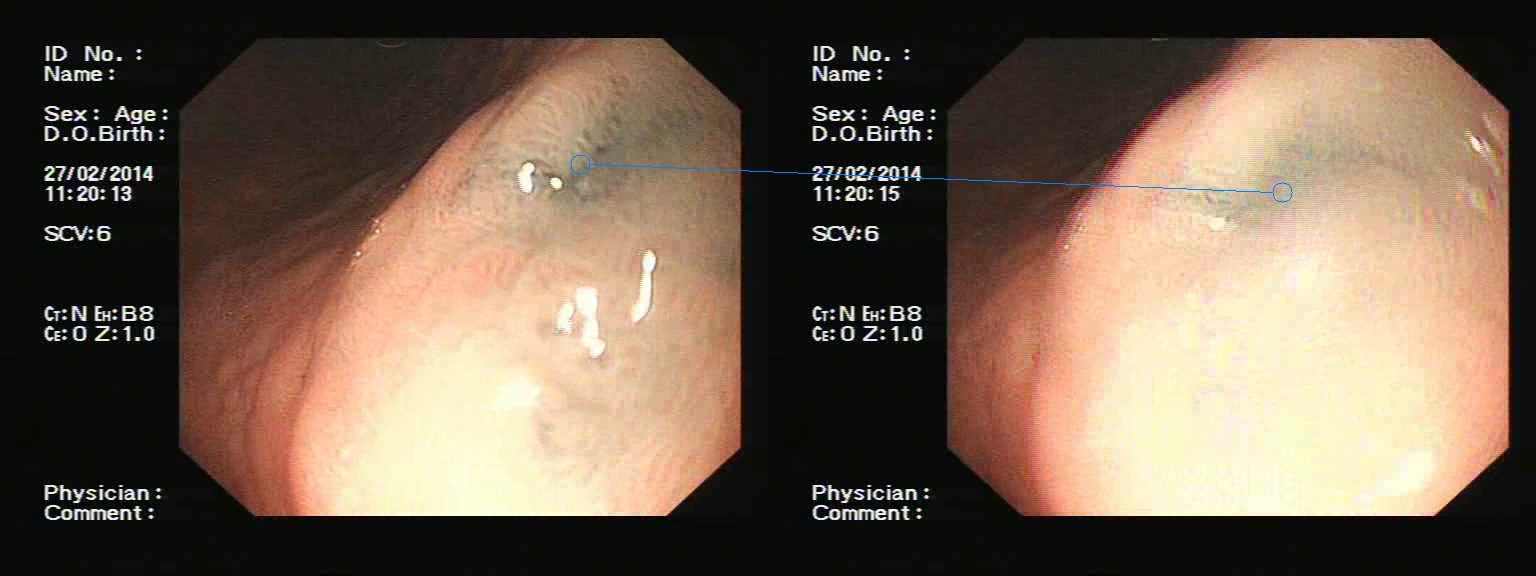 ID No. :
Name:
Sex: Age:
D.O.Birth:
27/02/2014
11:20:13
SCV:6
CT:N EH:B8
CE:0 Z:1.0
Physician:
Comment:
ID No. :
Name:
Sex: Age:
D.O.Birth:
27/02/2014
11:20:15
SCV:6
CT:N EH:B8
CE:0 Z:1.0
Physician:
Comment: